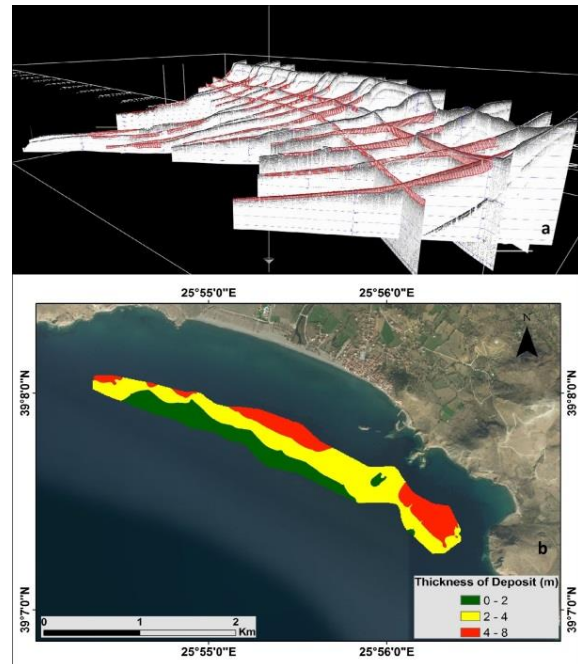 a
25°55'0"E 25°56'0"E
N
39°8'0"N 39°8'0"N
b
Thickness of Deposit (m)
0 - 2
2 - 4
4 - 8
39°7'0"N 39°7'0"N
0 1 2
Km
25°55'0"E 25°56'0"E